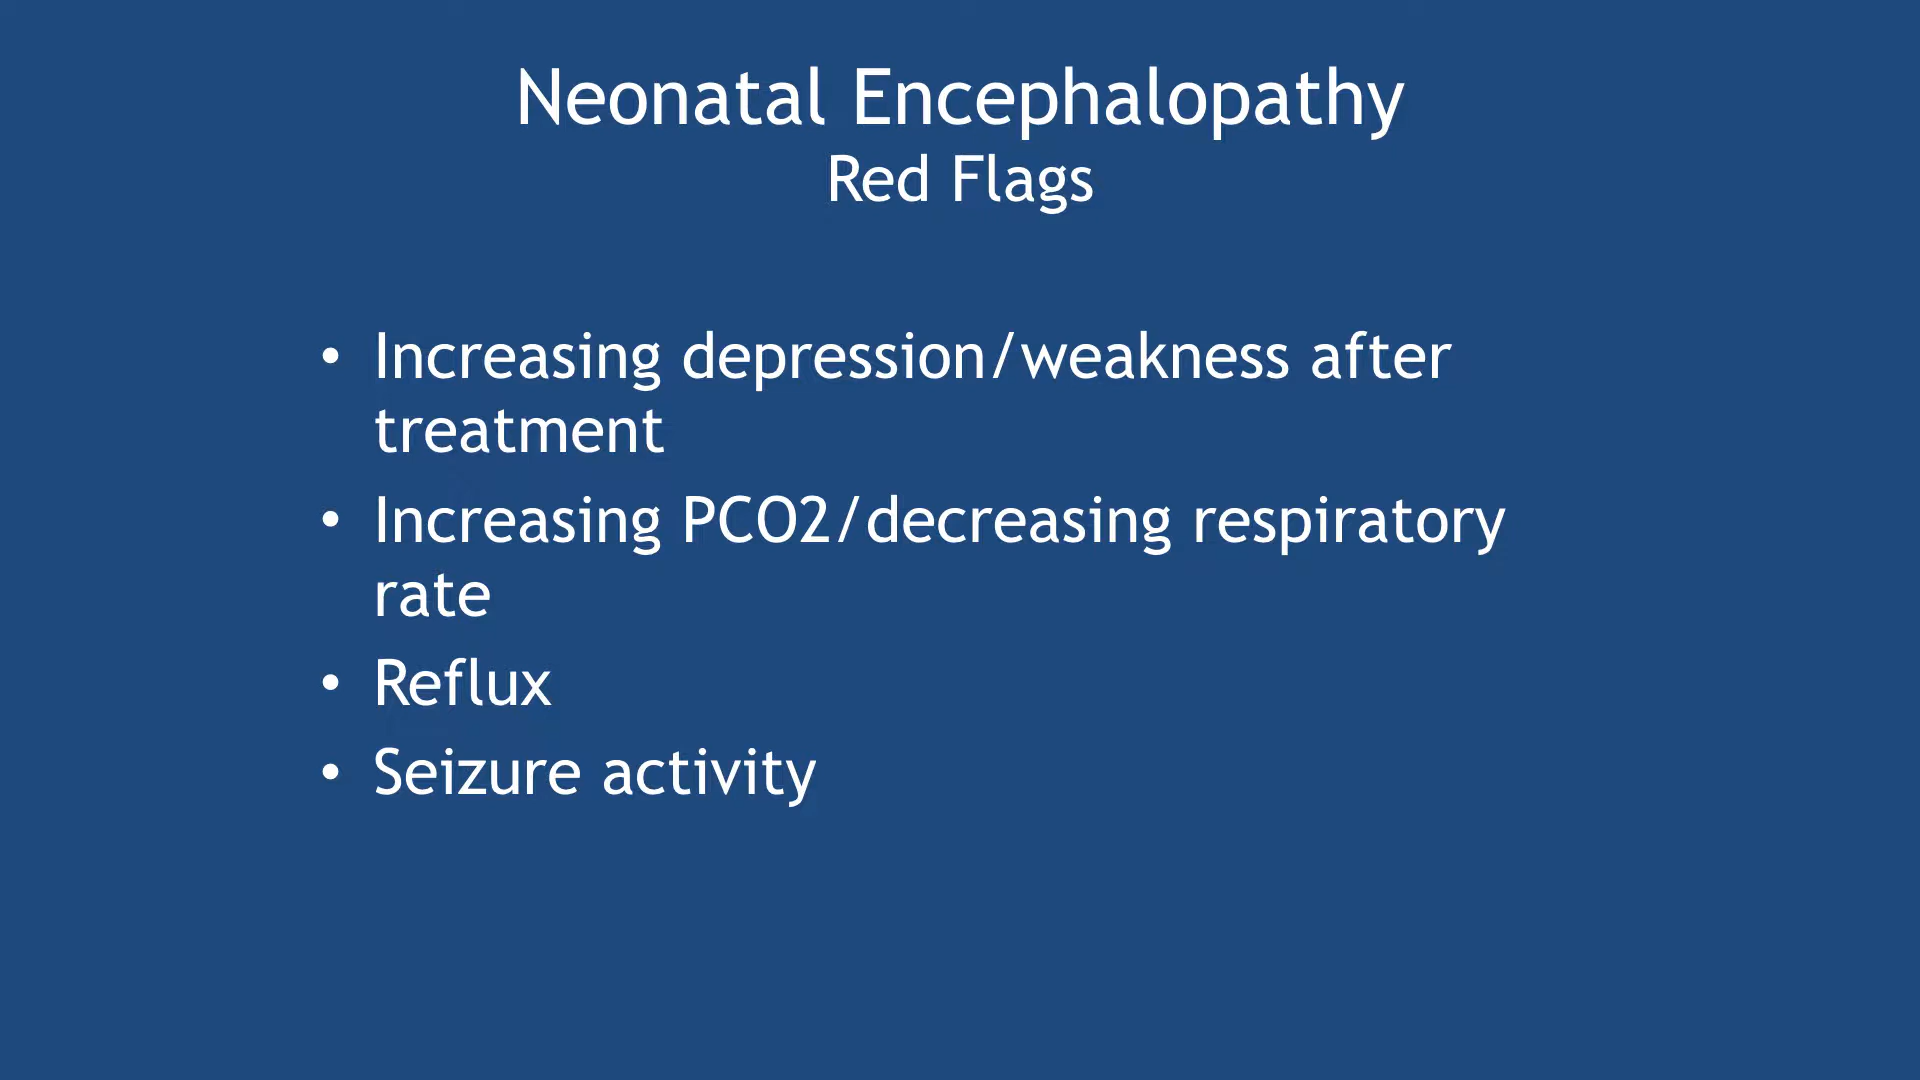 Neonatal Encephalopathy
Red Flags
• Increasing depression/weakness after
treatment
• Increasing PCO2/decreasing respiratory
rate
• Reflux
• Seizure activity